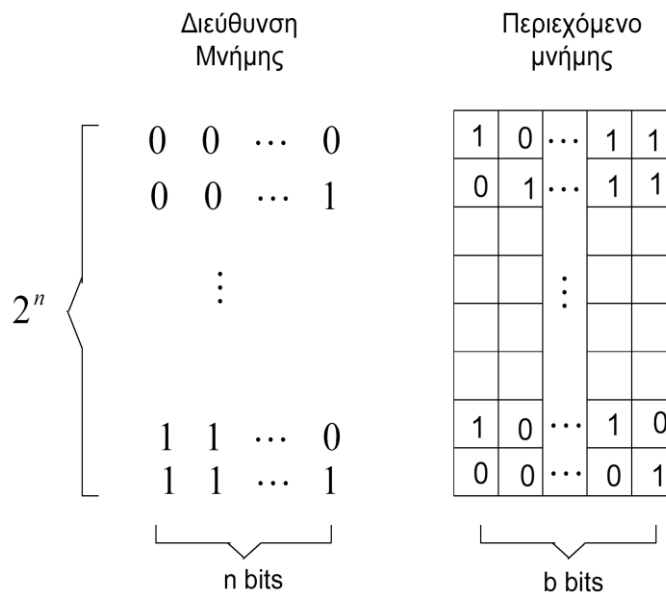 Διεύθυνση Μνήμης
Περιεχόμενο μνήμης
0 0 ··· 0
1 0 ··· 1 1
0 0 ··· 1
0 1 ··· 1 1
⋮
⋮
2ⁿ
1 1 ··· 0
1 0 ··· 1 0
1 1 ··· 1
0 0 ··· 0 1
n bits
b bits